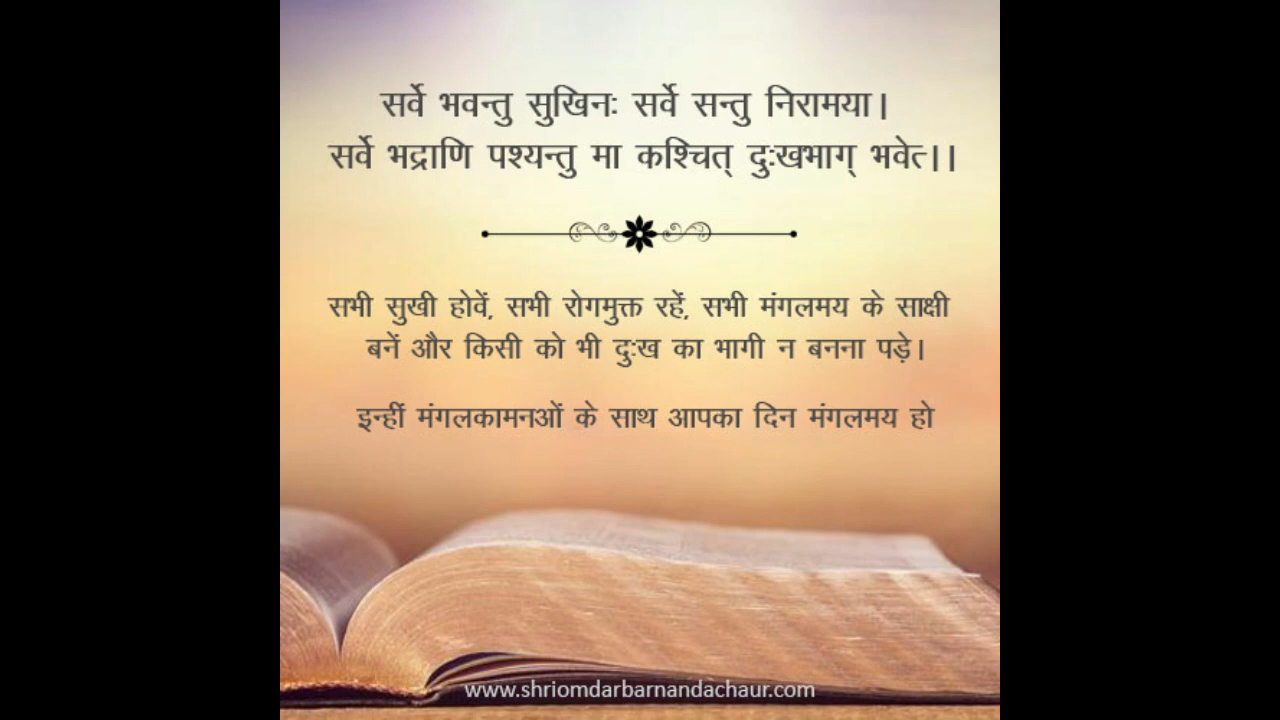 सर्वे भवन्तु सुखिनः सर्वे सन्तु निरामया।
सर्वे भद्राणि पश्यन्तु मा कश्चित् दुःखभाग् भवेत।।
सभी सुखी होवें, सभी रोगमुक्त रहें, सभी मंगलमय के साक्षी
बनें और किसी को भी दुःख का भागी न बनना पड़े।
इन्हीं मंगलकामनओं के साथ आपका दिन मंगलमय हो
www.shriomdarbarnandachaur.com